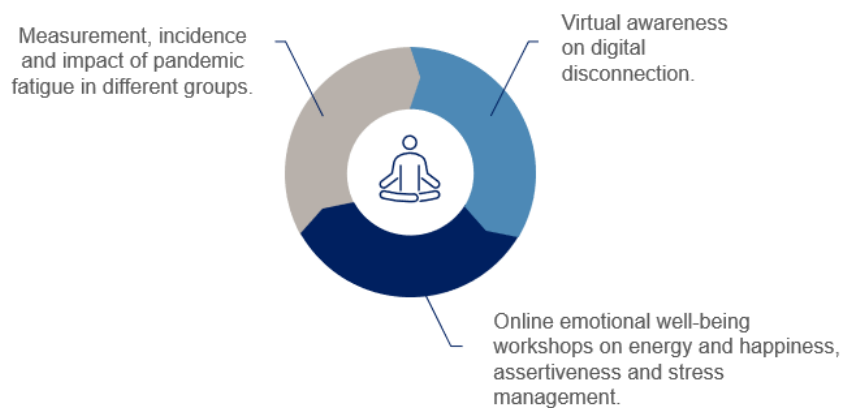 Measurement, incidence
and impact of pandemic
fatigue in different groups.
Virtual awareness
on digital
disconnection.
Online emotional well-being
workshops on energy and happiness,
assertiveness and stress
management.